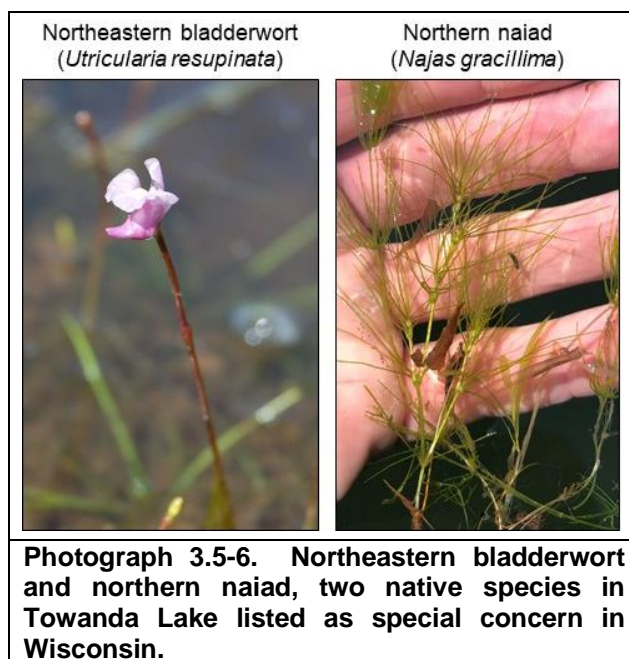 Northeastern bladderwort
(Utricularia resupinata)
Northern naiad
(Najas gracillima)
Photograph 3.5-6. Northeastern bladderwort
and northern naiad, two native species in
Towanda Lake listed as special concern in
Wisconsin.